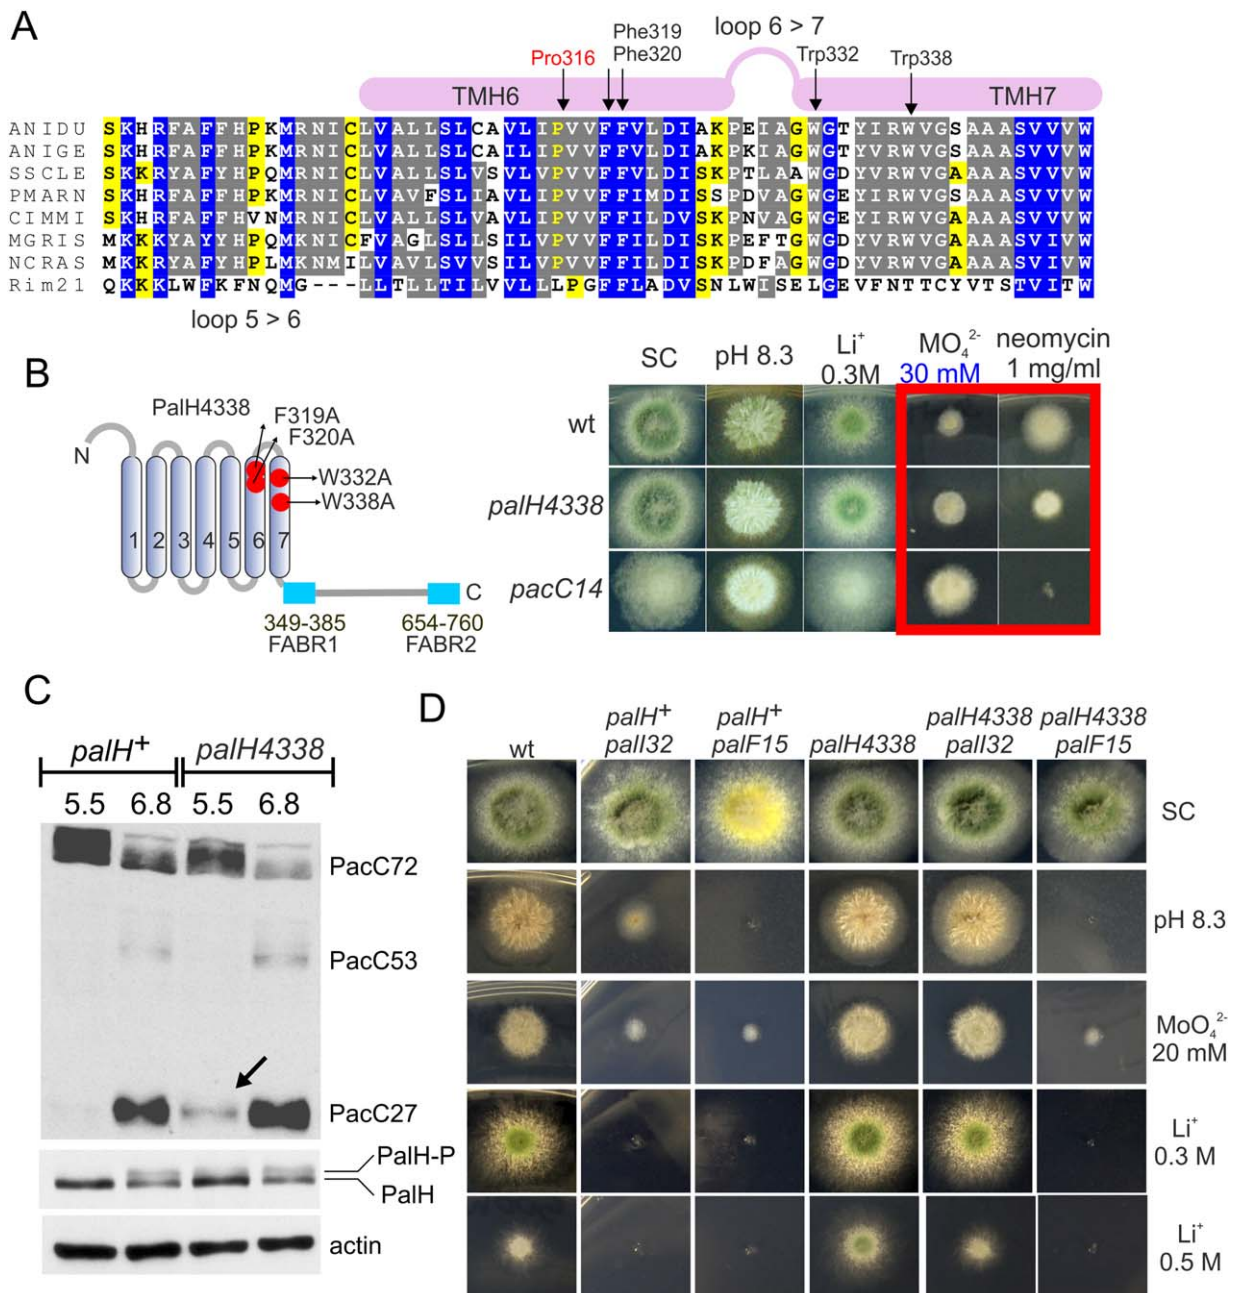 A
Phe319
Phe320
loop 6 > 7
Pro316
Trp332
Trp338
TMH6
TMH7
ANIDU SKHRFAFFHPKMRNICLVALLSLCAVLIPVVFFVLDIAKPEIAGWGTYIRWVGSAAASVVVW
ANIGE SKHRFAFFHPKMRNICLVALLSLCAILIPVVFFVLDIAKPKIAGWGTYVRWVGSAAASVVVW
SSCLE SKKRYAFYHPQMRNICLVALLSLVSVLVPVVFFVLDISKPTLAAWGDYIRWVGAAAASVVVW
PMARN SKHRFAFFHPKMRNICLVAVFSLIAVLIPVVFFIMDISSPDVAGWGEYIRWVGSAAASVVVW
CIMMI SKHRFAFFHVNMRNICLVALLSLVAVLIPVVFFILDVSKPNVAGWGEYIRWVGAAAASVVVW
MGRIS MKKKYAYYHPQMKNICFVAGLSLLSILVPVVFFILDISKPEFTGWGDYVRWVGAAAASVVVW
NCRAS MKKRYAFYHPLMKNMILVAVLSVVSILVPVVFFILDISKPDFAGWGDYVRWVGAAAASVVVW
Rim21 QKKKLWFKFNQMG---LLTLLTILVVLLLPGFFLADVSNLWISELGEVFNTTCYVTSTVITW
loop 5 > 6
B
PalH4338
F319A
F320A
N
W332A
W338A
1 2 3 4 5 6 7
C
349-385
FABR1
654-760
FABR2
SC
pH 8.3
Li+
0.3M
MO₄²⁻
30 mM
neomycin
1 mg/ml
wt
palH4338
pacC14
C
palH+ palH4338
5.5 6.8 5.5 6.8
PacC72
PacC53
PacC27
PalH-P
PalH
actin
D
wt
palH+
palI32
palH+
palF15
palH4338
palH4338
palI32
palH4338
palF15
SC
pH 8.3
MoO₄²⁻
20 mM
Li+
0.3 M
Li+
0.5 M